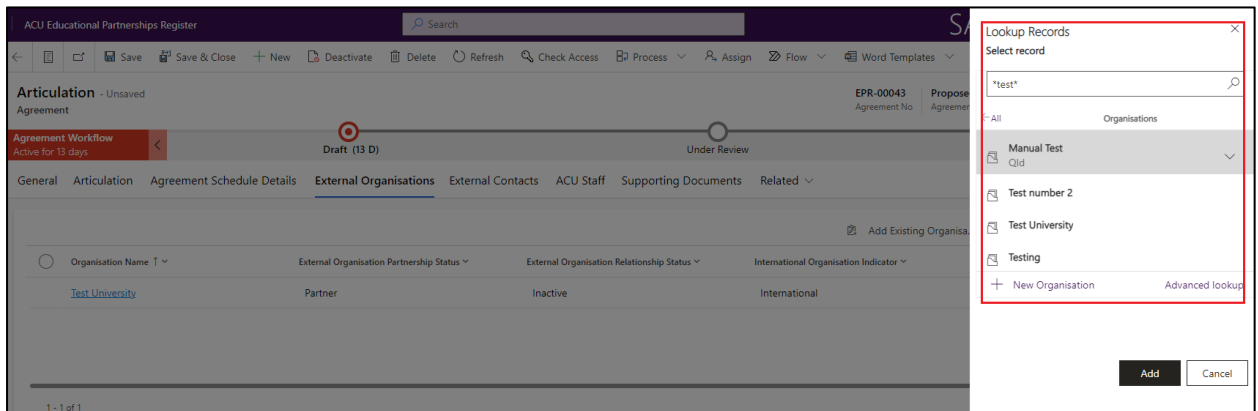 ACU Educational Partnerships Register Search SA
Save Save & Close New Deactivate Delete Refresh Check Access Process Assign Flow Word Templates
Articulation - Unsaved
Agreement
EPR-00043 Propose
Agreement No Agreemen
Agreement Workflow
Active for 13 days
Draft (13 D) Under Review
General Articulation Agreement Schedule Details External Organisations External Contacts ACU Staff Supporting Documents Related
Add Existing Organisa...
Organisation Name ↑ External Organisation Partnership Status External Organisation Relationship Status International Organisation Indicator
Test University Partner Inactive International
1 - 1 of 1
Lookup Records
Select record
*test*
All Organisations
Manual Test
Qld
Test number 2
Test University
Testing
+ New Organisation Advanced lookup
Add Cancel